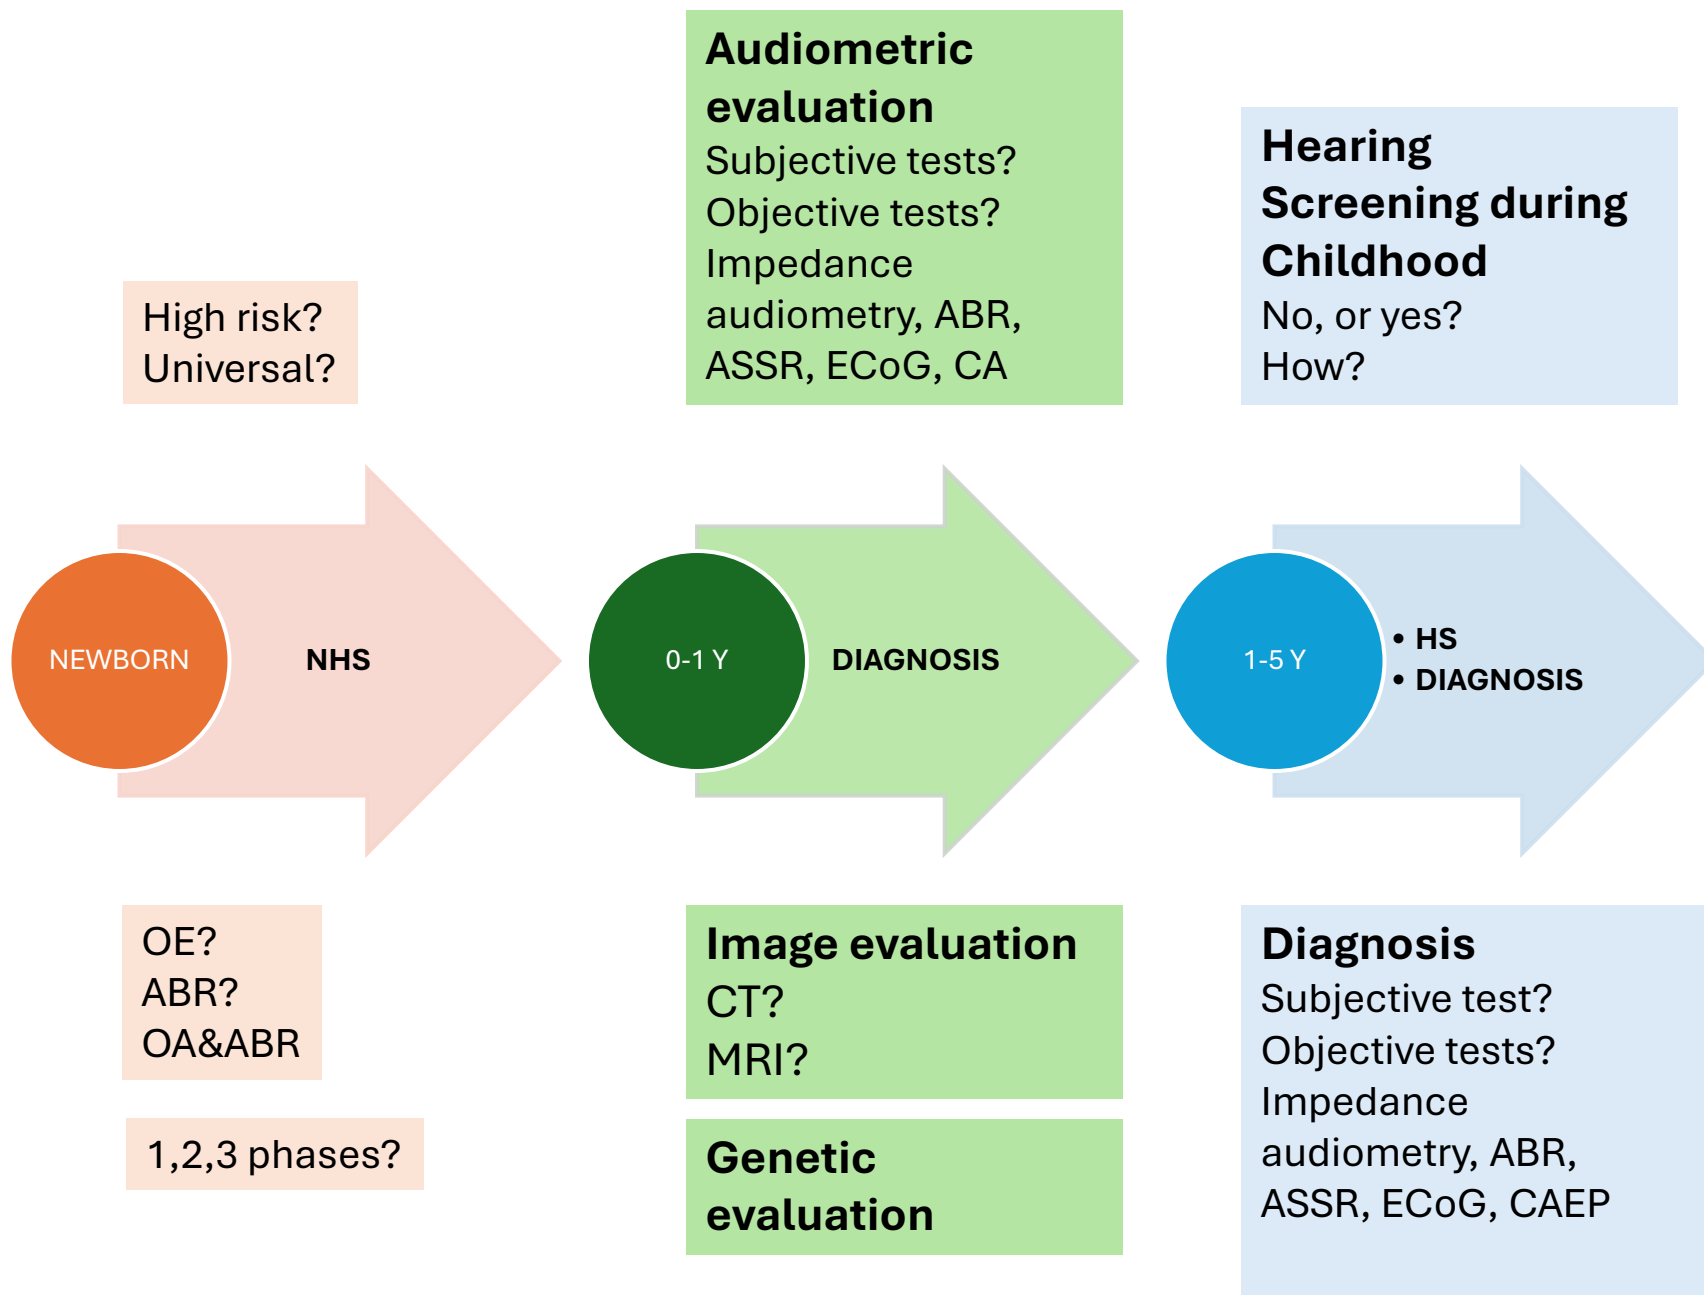 High risk?
Universal?
NEWBORN
NHS
OE?
ABR?
OA&ABR
1,2,3 phases?
Audiometric
evaluation
Subjective tests?
Objective tests?
Impedance
audiometry, ABR,
ASSR, ECoG, CA
0-1 Y
DIAGNOSIS
Image evaluation
CT?
MRI?
Genetic
evaluation
Hearing
Screening during
Childhood
No, or yes?
How?
1-5 Y
• HS
• DIAGNOSIS
Diagnosis
Subjective test?
Objective tests?
Impedance
audiometry, ABR,
ASSR, ECoG, CAEP